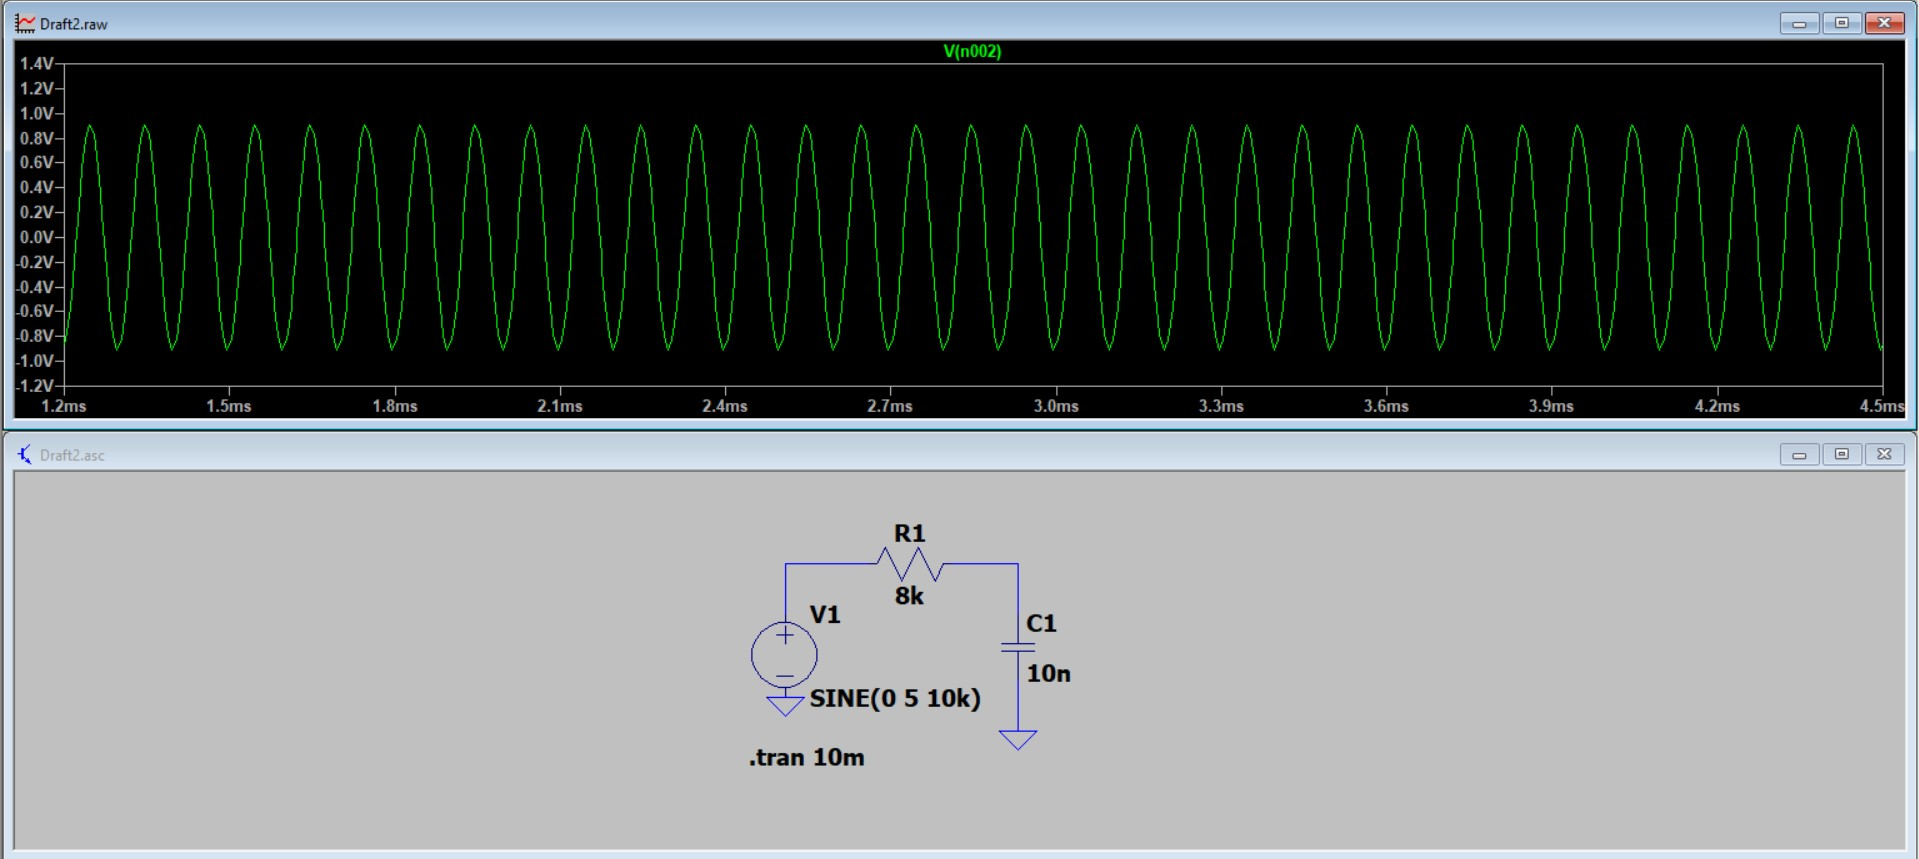 Draft2.raw
V(n002)
1.4V
1.2V
1.0V
0.8V
0.6V
0.4V
0.2V
0.0V
-0.2V
-0.4V
-0.6V
-0.8V
-1.0V
-1.2V
1.2ms 1.5ms 1.8ms 2.1ms 2.4ms 2.7ms 3.0ms 3.3ms 3.6ms 3.9ms 4.2ms 4.5ms
Draft2.asc
R1
8k
V1
C1
10n
SINE(0 5 10k)
.tran 10m